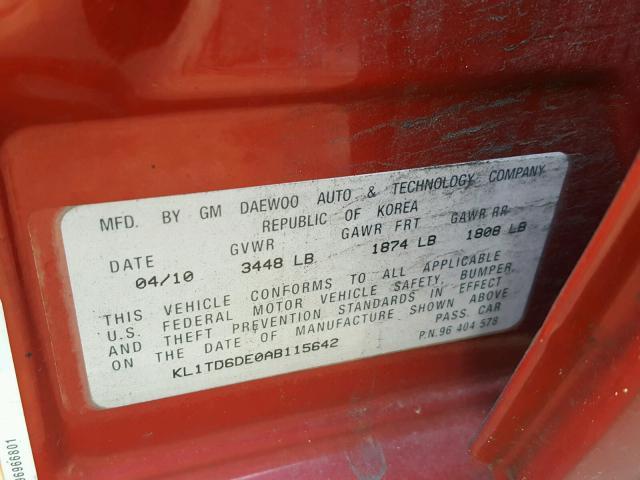 MFD. BY GM DAEWOO AUTO & TECHNOLOGY COMPANY
REPUBLIC OF KOREA
DATE GVWR GAWR FRT GAWR RR
04/10 3448 LB 1874 LB 1808 LB
THIS VEHICLE CONFORMS TO ALL APPLICABLE
U.S. FEDERAL MOTOR VEHICLE SAFETY, BUMPER,
AND THEFT PREVENTION STANDARDS IN EFFECT
ON THE DATE OF MANUFACTURE SHOWN ABOVE
PASS. CAR
KL1TD6DE0AB115642 P.N.96 404 578
96966801